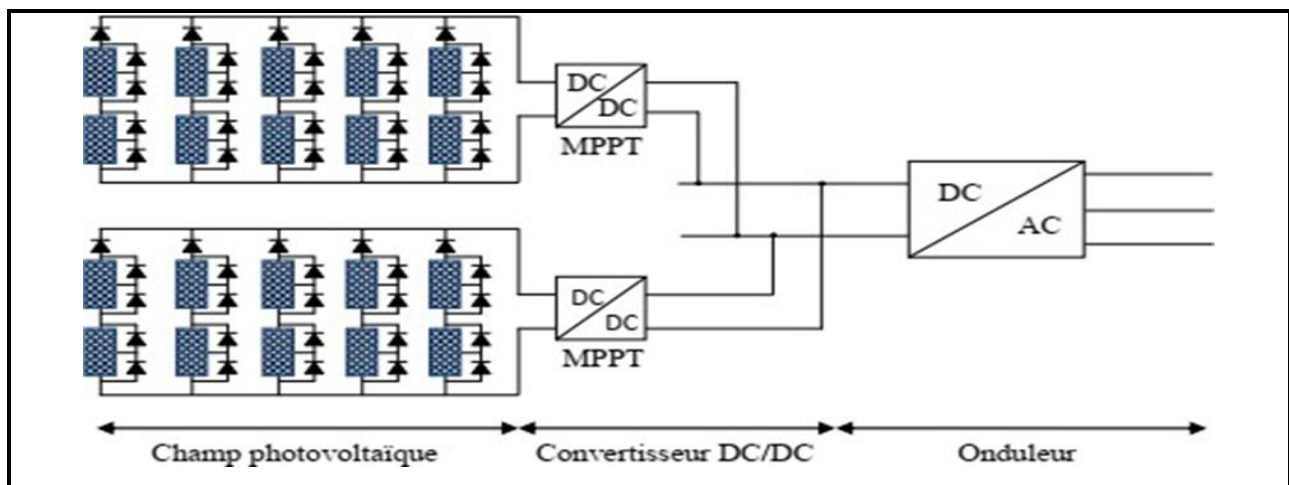 DC
DC
MPPT
DC
AC
DC
DC
MPPT
Champ photovoltaïque
Convertisseur DC/DC
Onduleur